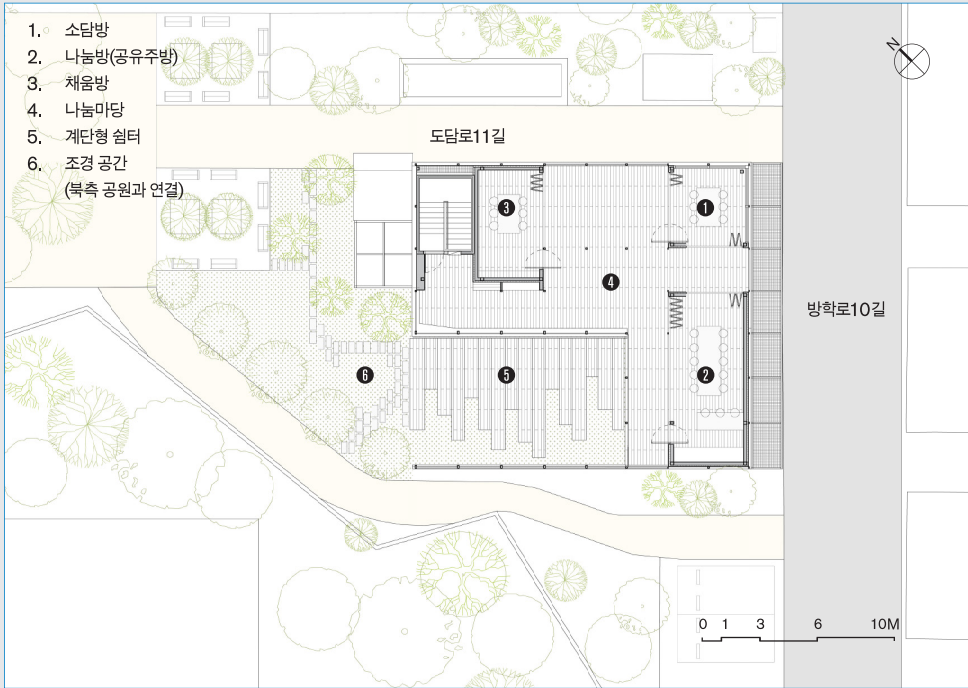 1. 소담방
2. 나눔방(공유주방)
3. 채움방
4. 나눔마당
5. 계단형 쉼터
6. 조경 공간
(북측 공원과 연결)
N
도담로11길
3
1
4
방학로10길
6
5
2
0 1 3 6 10M